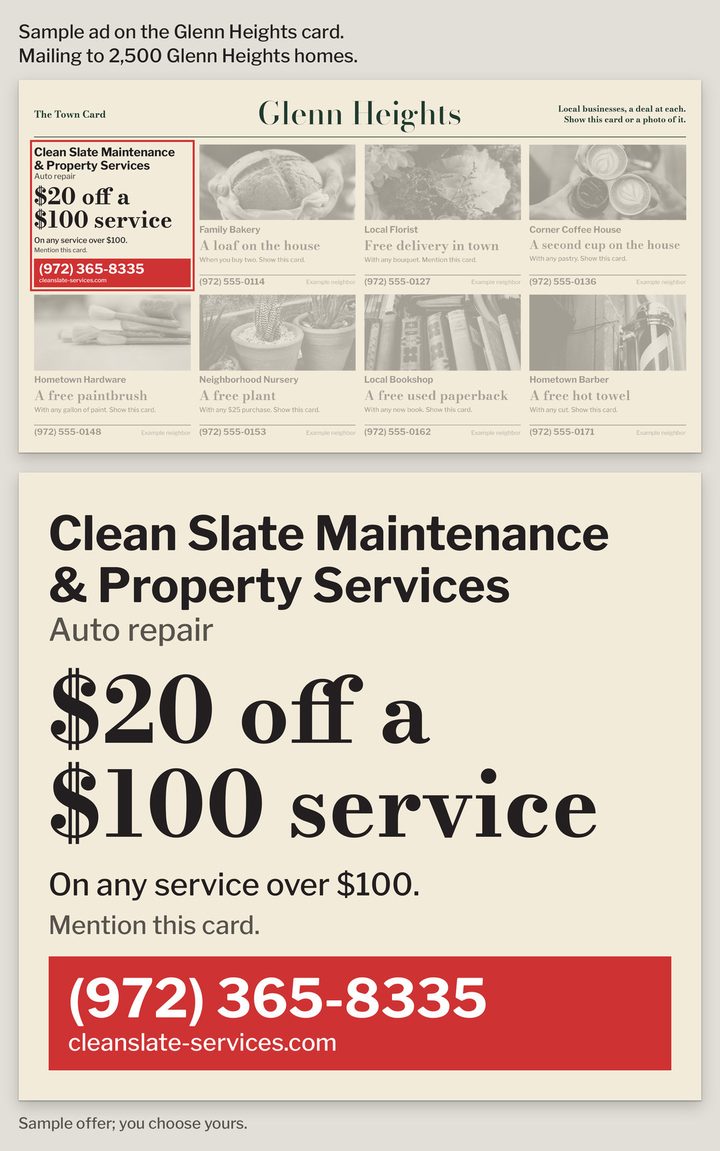 Sample ad on the Glenn Heights card.
Mailing to 2,500 Glenn Heights homes.
The Town Card
Glenn Heights
Local businesses, a deal at each.
Show this card or a photo of it.
Clean Slate Maintenance
& Property Services
Auto repair
$20 off a
$100 service
On any service over $100.
Mention this card.
(972) 365-8335
cleanslate-services.com
Family Bakery
A loaf on the house
When you buy two. Show this card.
(972) 555-0114
Example neighbor
Local Florist
Free delivery in town
With any bouquet. Mention this card.
(972) 555-0127
Example neighbor
Corner Coffee House
A second cup on the house
With any pastry. Show this card.
(972) 555-0136
Example neighbor
Hometown Hardware
A free paintbrush
With any gallon of paint. Show this card.
(972) 555-0148
Example neighbor
Neighborhood Nursery
A free plant
With any $25 purchase. Show this card.
(972) 555-0153
Example neighbor
Local Bookshop
A free used paperback
With any new book. Show this card.
(972) 555-0162
Example neighbor
Hometown Barber
A free hot towel
With any cut. Show this card.
(972) 555-0171
Example neighbor
Clean Slate Maintenance
& Property Services
Auto repair
$20 off a
$100 service
On any service over $100.
Mention this card.
(972) 365-8335
cleanslate-services.com
Sample offer; you choose yours.